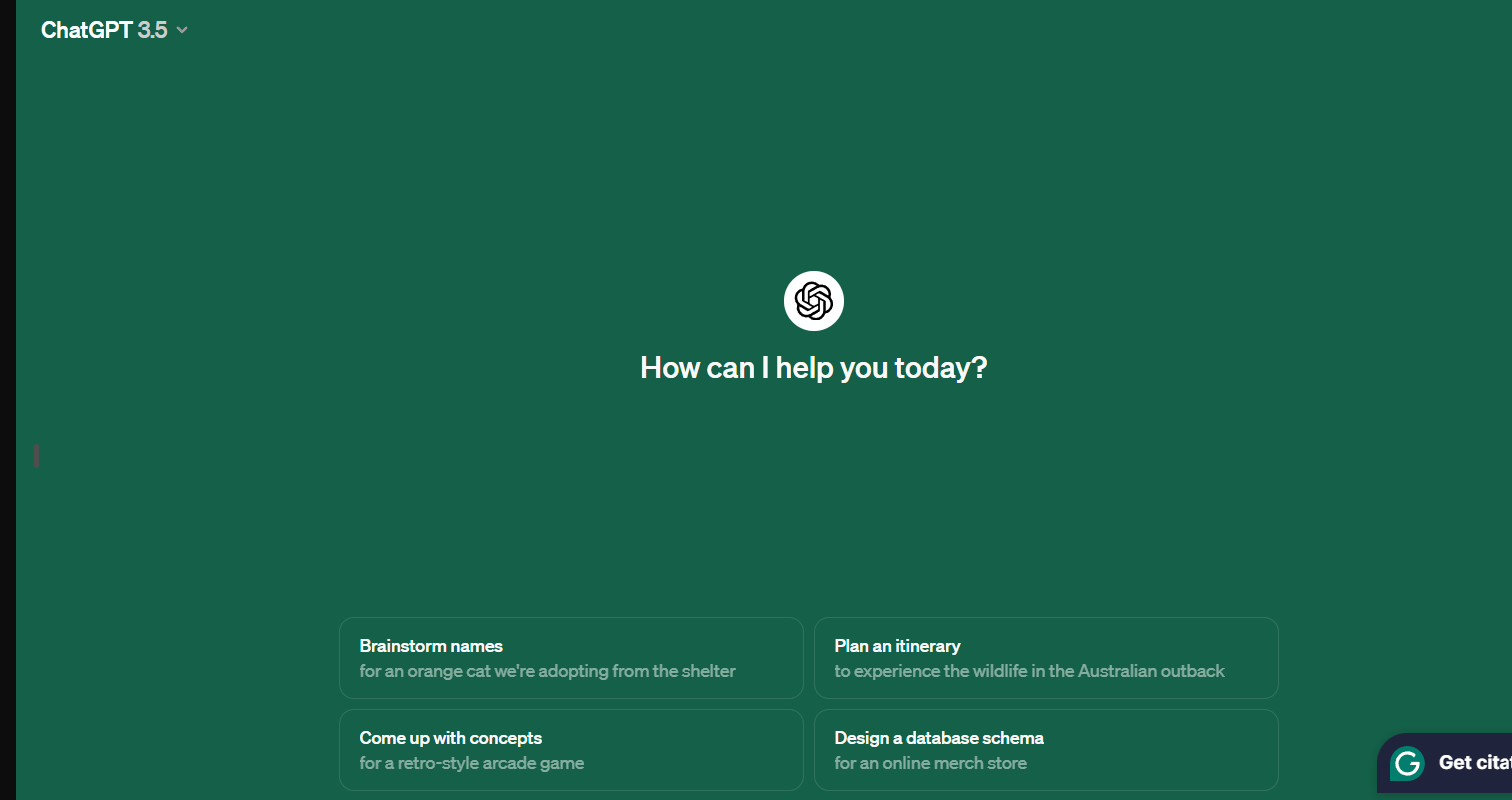 ChatGPT 3.5
How can I help you today?
Brainstorm names
for an orange cat we're adopting from the shelter
Plan an itinerary
to experience the wildlife in the Australian outback
Come up with concepts
for a retro-style arcade game
Design a database schema
for an online merch store
Get